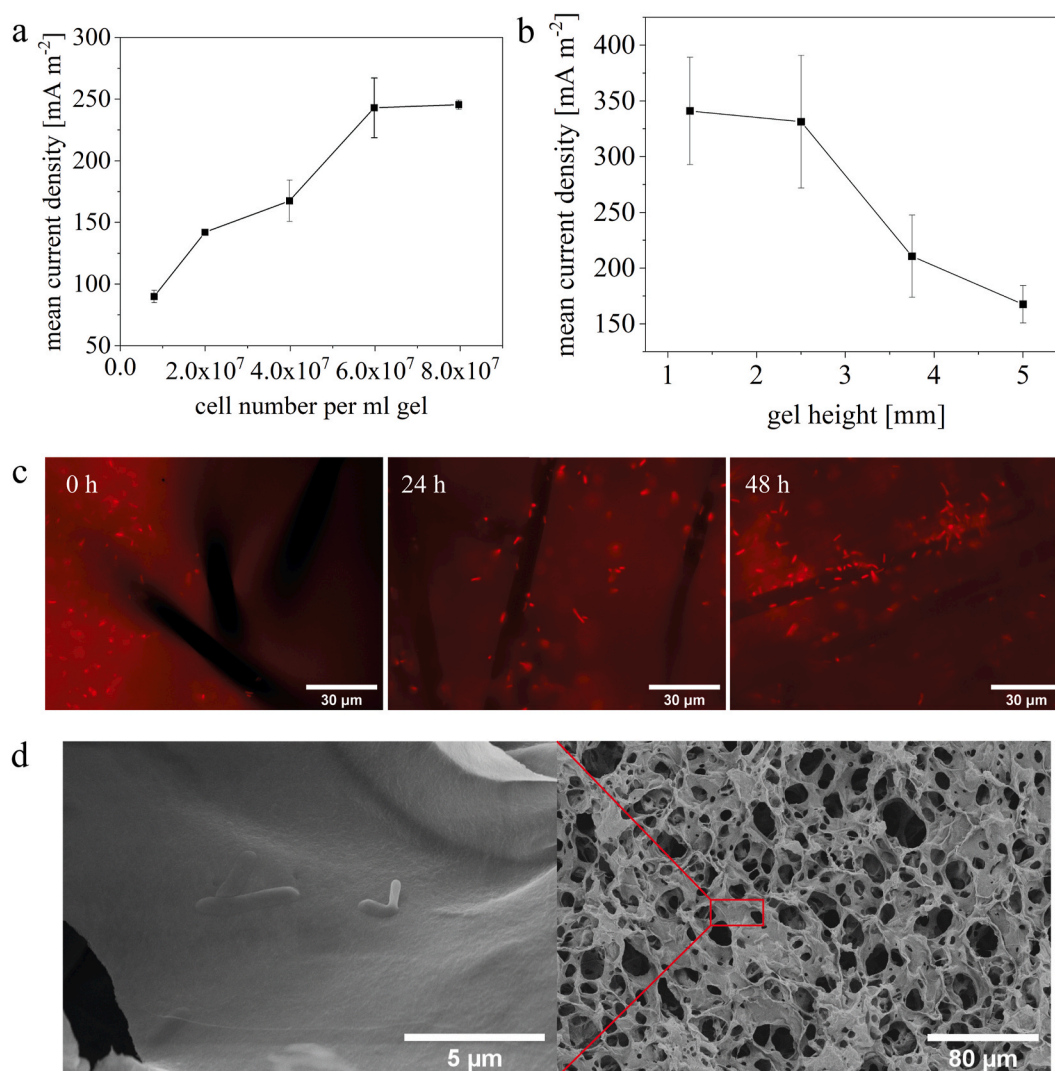 a
300
250
200
150
100
50
mean current density [mA m⁻²]
0.0
2.0x10⁷
4.0x10⁷
6.0x10⁷
8.0x10⁷
cell number per ml gel
b
400
350
300
250
200
150
mean current density [mA m⁻²]
1
2
3
4
5
gel height [mm]
c
0 h
30 µm
24 h
30 µm
48 h
30 µm
d
5 µm
80 µm